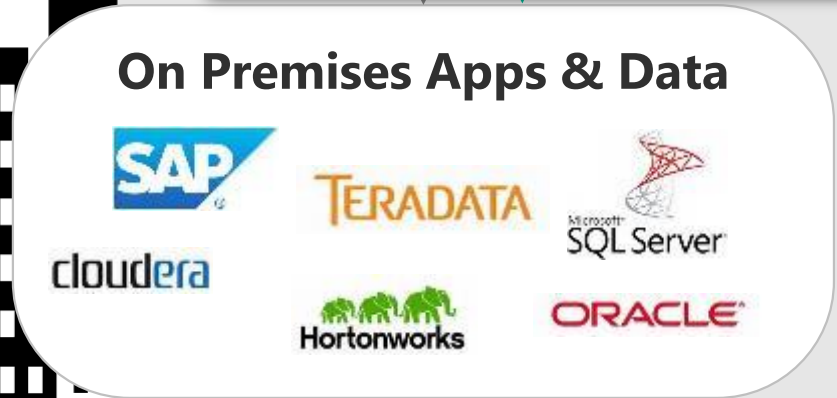 On Premises Apps & Data
SAP
TERADATA
Microsoft
SQL Server
cloudera
Hortonworks
ORACLE